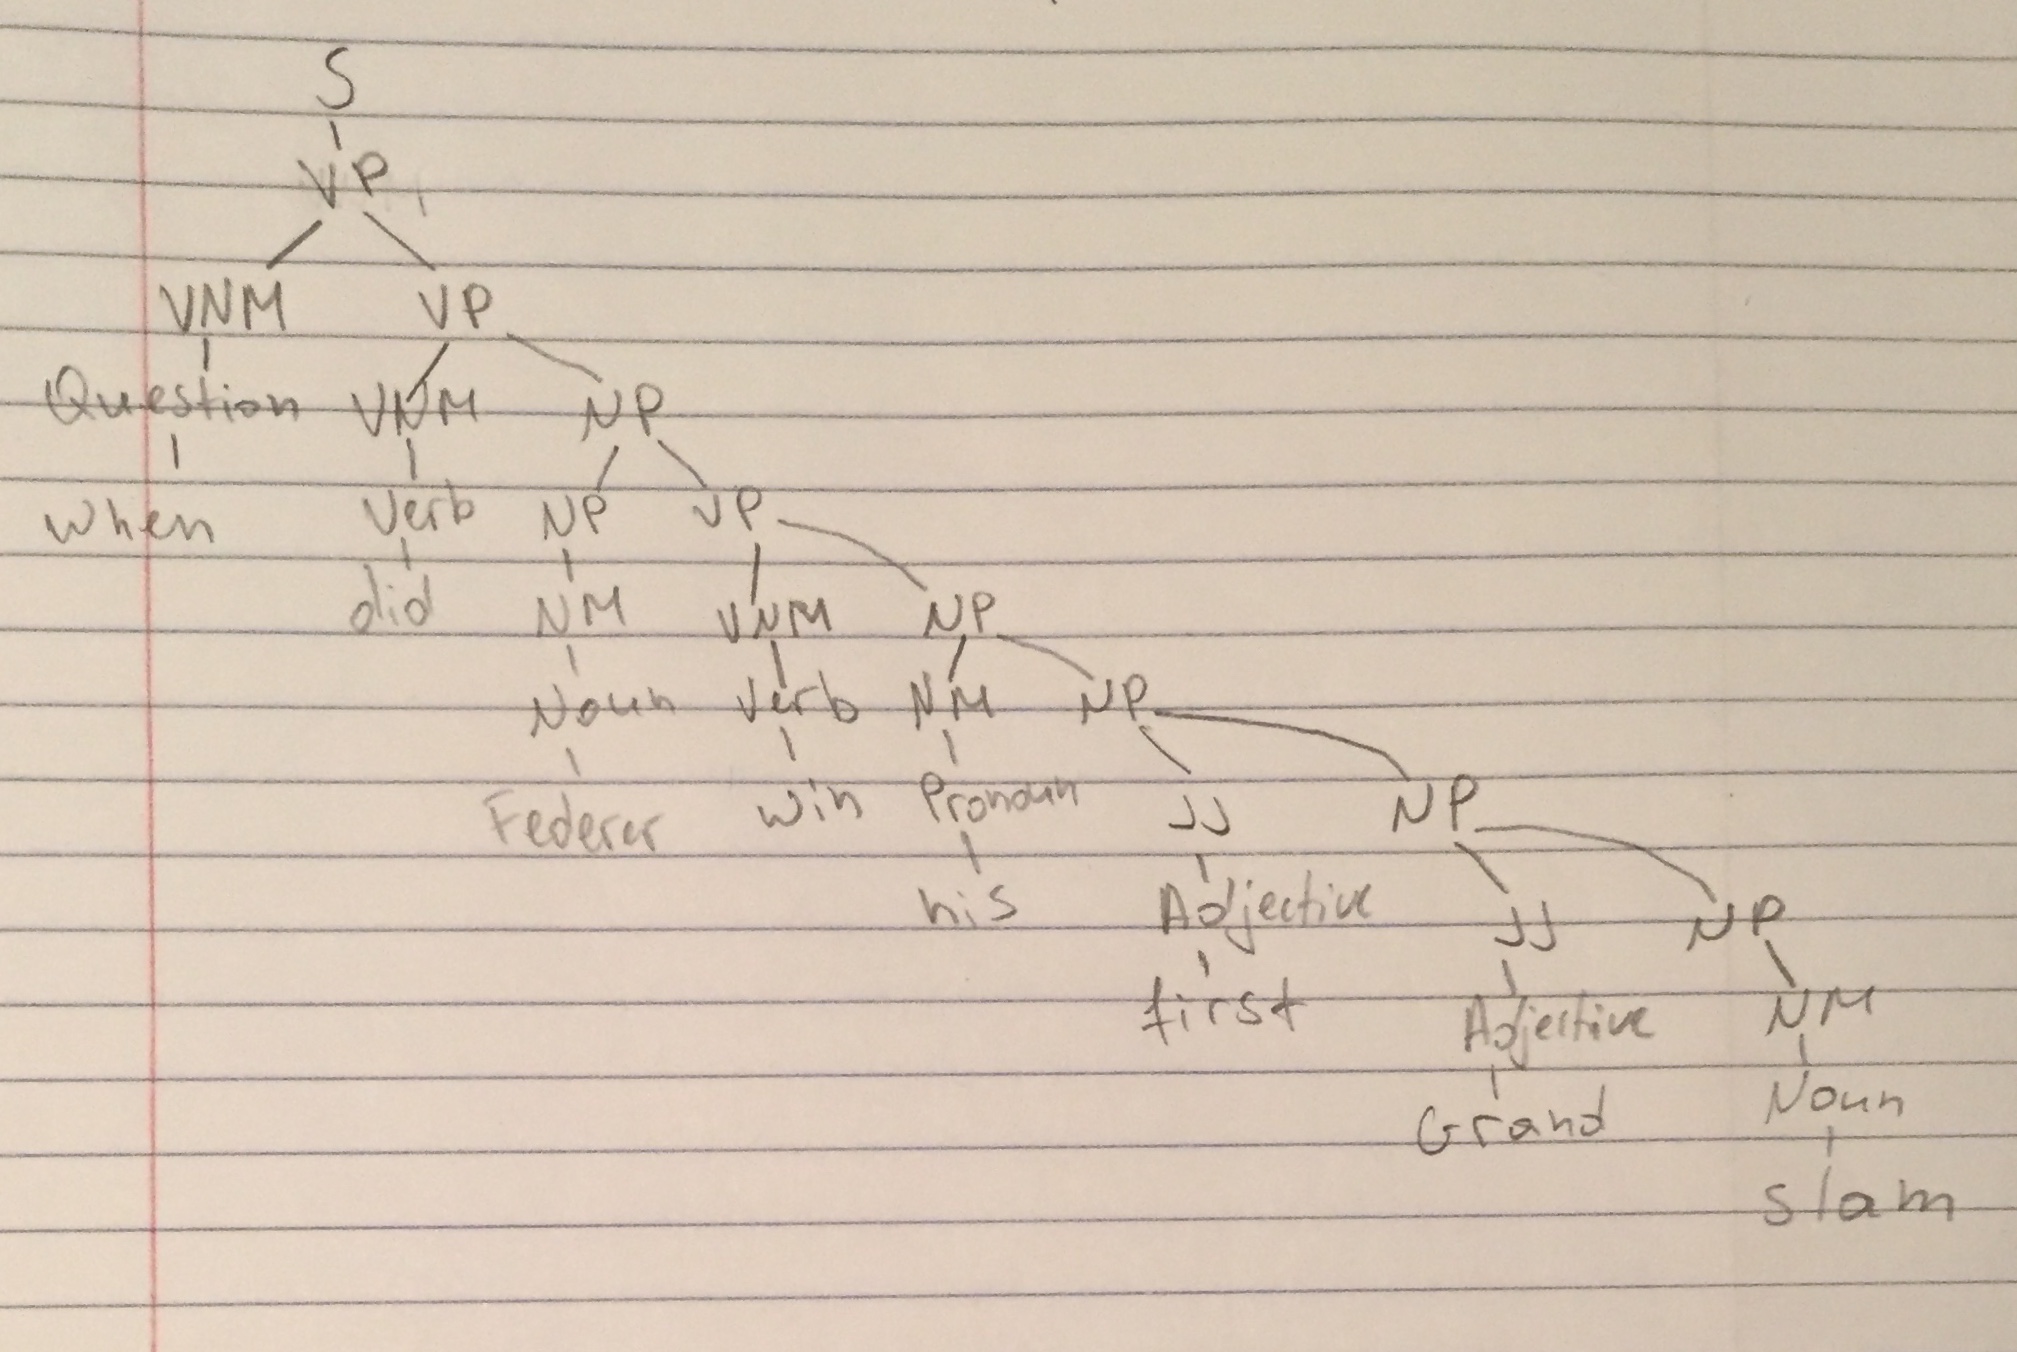 S
VP
VNM VP
Question VNM NP
When Verb NP VP
did NM VNM NP
Noun Verb NM NP
Federer win Pronoun JJ NP
his Adjective JJ NP
first Adjective NM
Grand Noun
slam